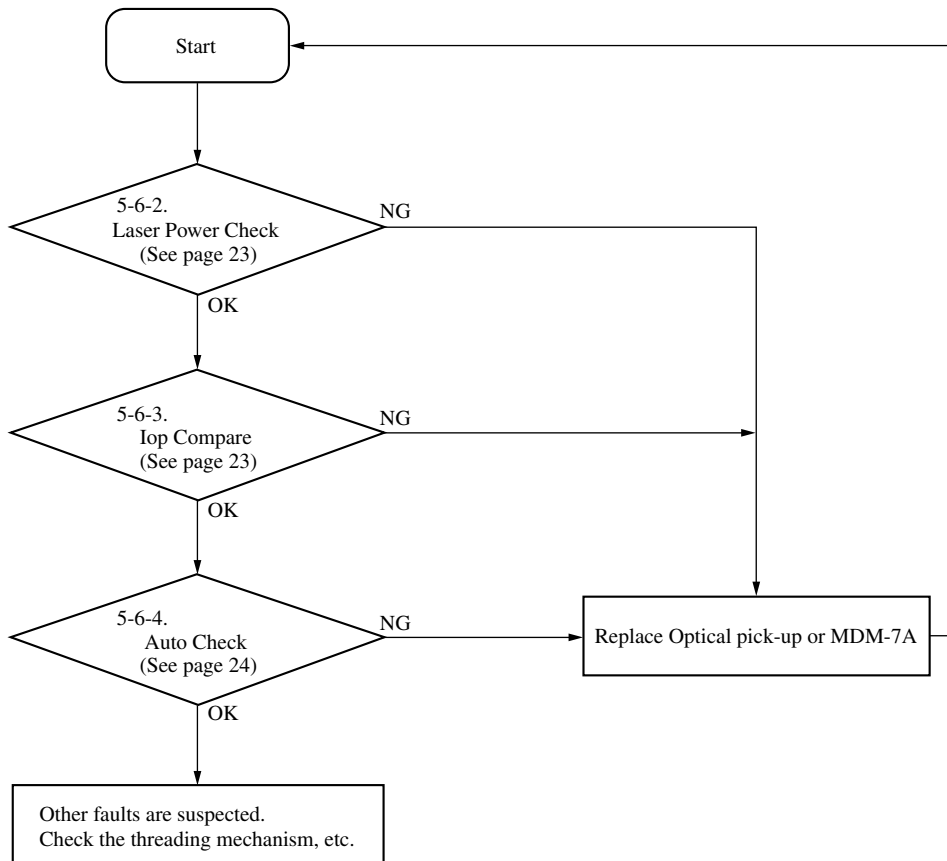 Start
5-6-2.
Laser Power Check
(See page 23)
NG
OK
5-6-3.
Iop Compare
(See page 23)
NG
OK
5-6-4.
Auto Check
(See page 24)
NG
Replace Optical pick-up or MDM-7A
OK
Other faults are suspected.
Check the threading mechanism, etc.